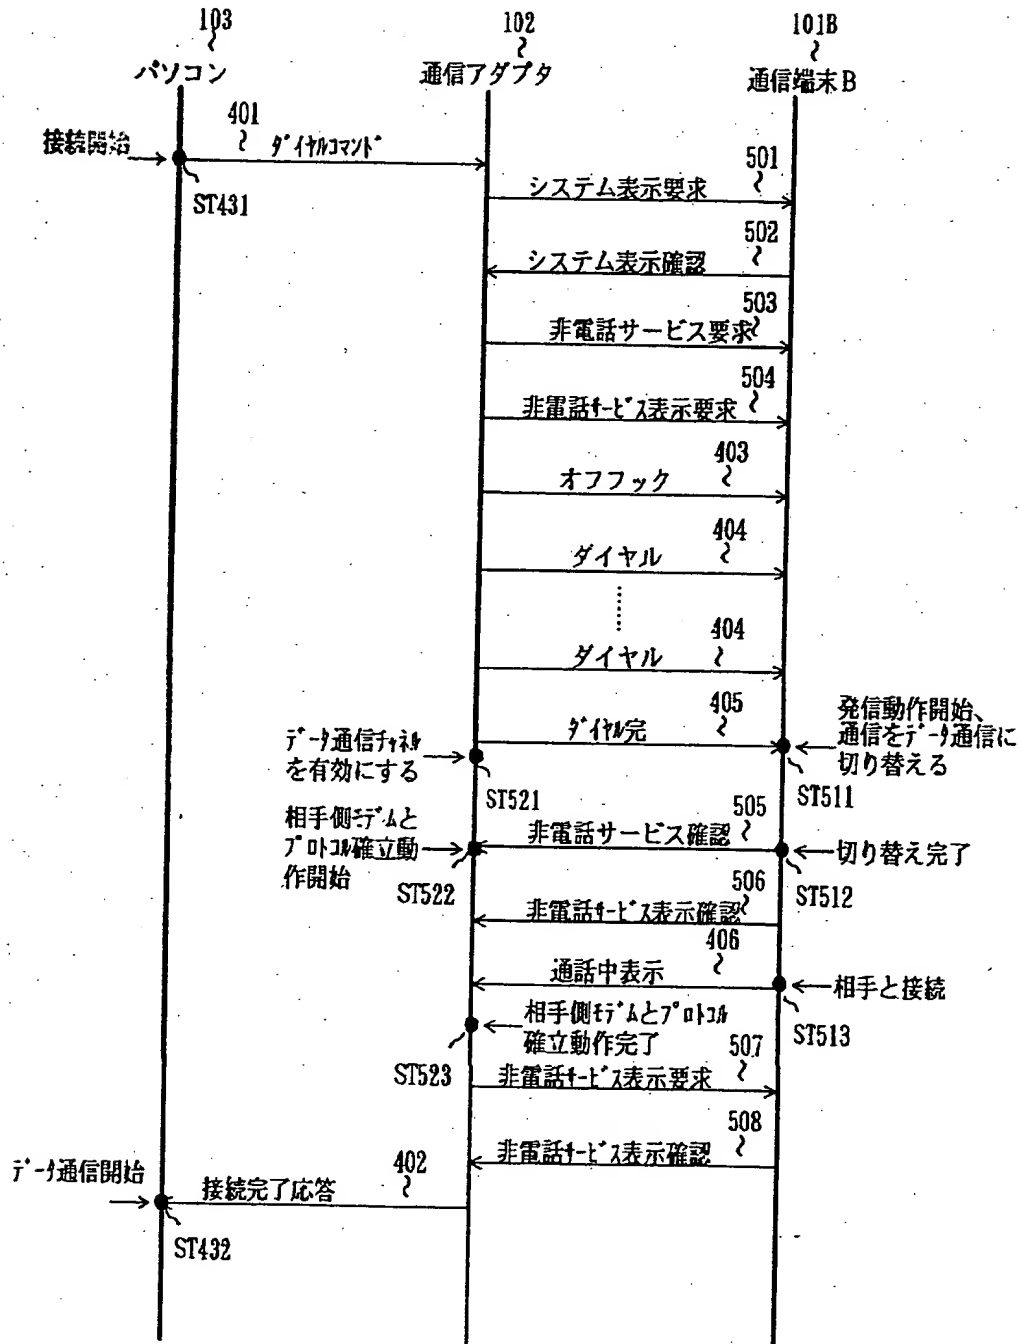 103
102
101B
パソコン
通信アダプタ
通信端末B
401
接続開始
ダイヤルコマンド
ST431
501
システム表示要求
502
システム表示確認
503
非電話サービス要求
504
非電話サービス表示要求
403
オフフック
404
ダイヤル
404
ダイヤル
405
ダイヤル完
発信動作開始、
通信をデータ通信に
切り替える
データ通信チャネル
を有効にする
ST521
ST511
505
相手側モデムと
プロトコル確立動
作開始
非電話サービス確認
切り替え完了
ST522
ST512
506
非電話サービス表示確認
406
通話中表示
相手と接続
ST513
相手側モデムとプロトコル
確立動作完了
ST523
507
非電話サービス表示要求
508
非電話サービス表示確認
データ通信開始
402
接続完了応答
ST432